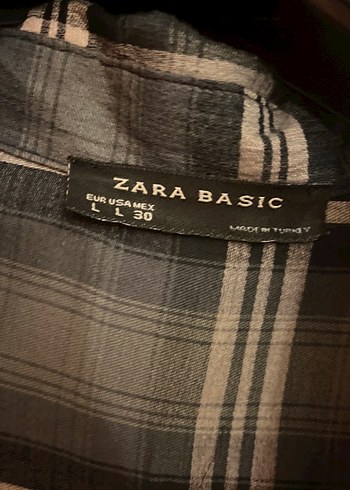 ZARA BASIC
EUR USA MEX
L L 30
MADE IN TURKEY